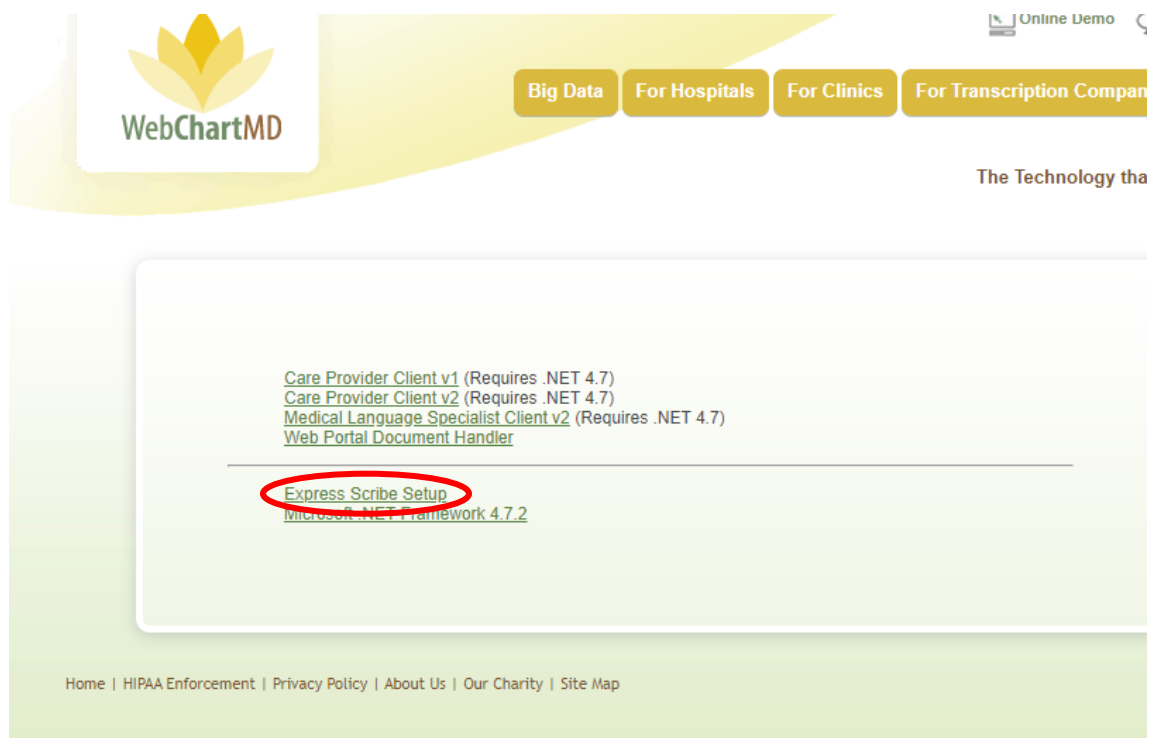 Online Demo
Big Data For Hospitals For Clinics For Transcription Compan
WebChartMD
The Technology tha
Care Provider Client v1 (Requires .NET 4.7)
Care Provider Client v2 (Requires .NET 4.7)
Medical Language Specialist Client v2 (Requires .NET 4.7)
Web Portal Document Handler
Express Scribe Setup
Microsoft .NET Framework 4.7.2
Home | HIPAA Enforcement | Privacy Policy | About Us | Our Charity | Site Map